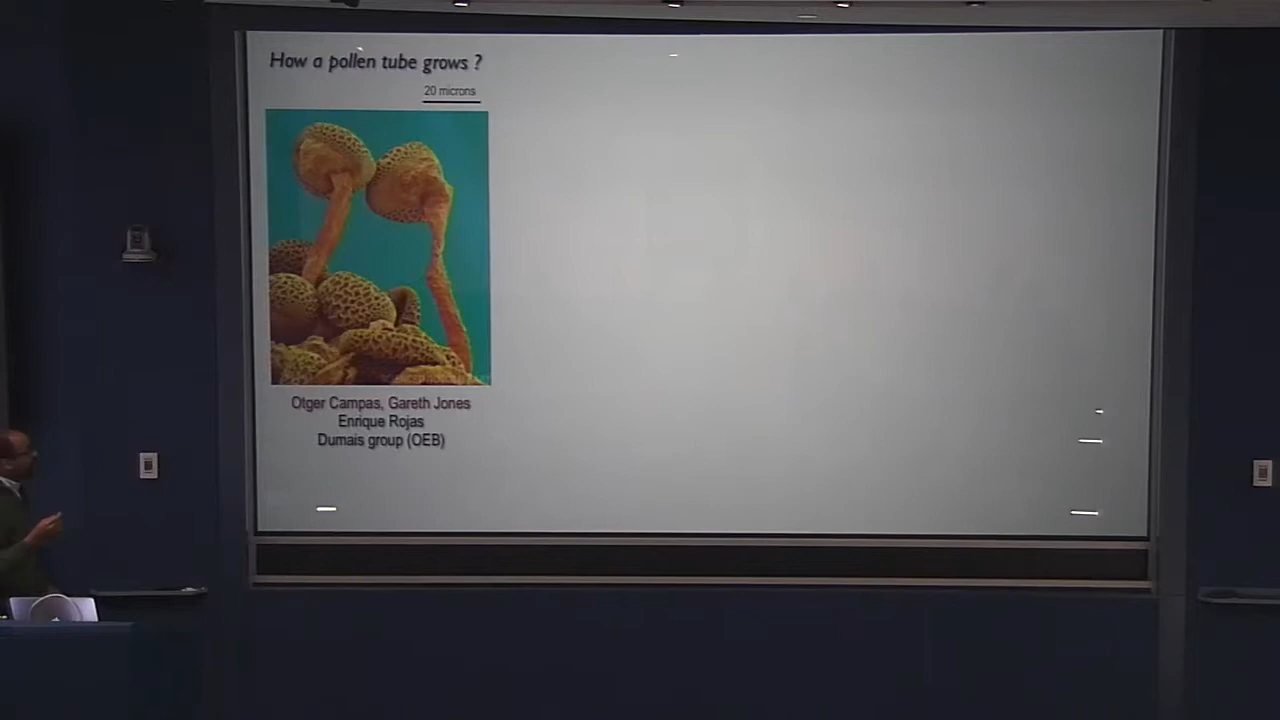 How a pollen tube grows ?
20 microns
Otger Campas, Gareth Jones
Enrique Rojas
Dumais group (OEB)